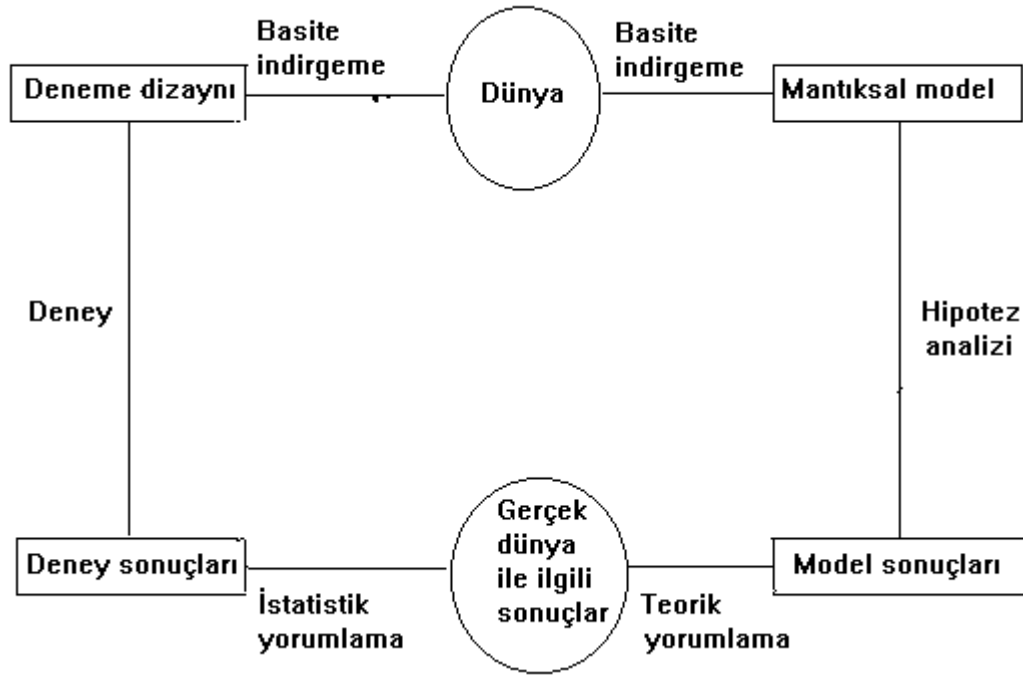 Basite
indirgeme
Basite
indirgeme
Deneme dizaynı
Dünya
Mantıksal model
Deney
Hipotez
analizi
Deney sonuçları
Gerçek
dünya
ile ilgili
sonuçlar
Model sonuçları
İstatistik
yorumlama
Teorik
yorumlama